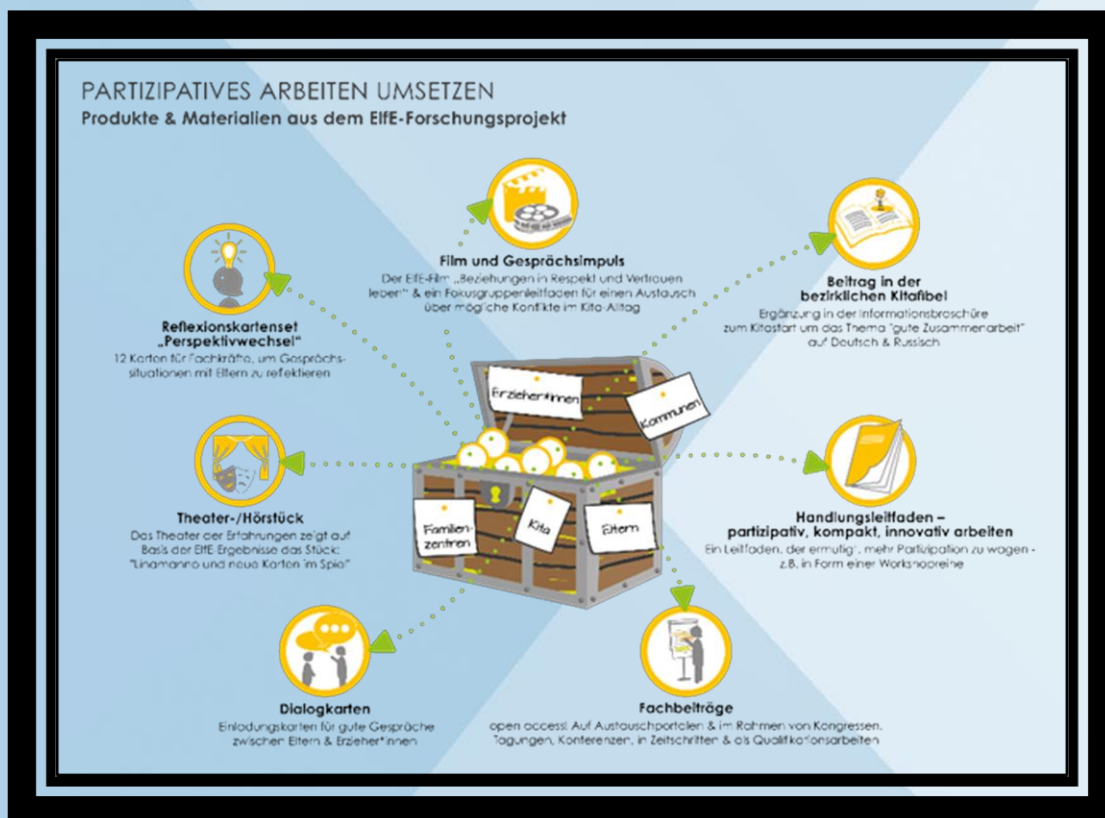 PARTIZIPATIVES ARBEITEN UMSETZEN
Produkte & Materialien aus dem ElfE-Forschungsprojekt
Film und Gesprächsimpuls
Der ElfE-Film „Beziehungen in Respekt und Vertrauen
leben“ & ein Fokusgruppenleitfaden für einen Austausch
über mögliche Konflikte im Kita-Alltag
Beitrag in der
bezirklichen Kitafibel
Ergänzung in der Informationsbroschüre
zum Kitastart um das Thema "gute Zusammenarbeit"
auf Deutsch & Russisch
Reflexionskartenset
„Perspektivwechsel“
12 Karten für Fachkräfte, um Gesprächs-
situationen mit Eltern zu reflektieren
Erzieher*innen
Kommunen
Familien-
zentren
Kita
Eltern
Theater-/Hörstück
Das Theater der Erfahrungen zeigt auf
Basis der ElfE Ergebnisse das Stück:
und neue Karten im Spiel"
Handlungsleitfaden –
partizipativ, kompakt, innovativ arbeiten
Ein Leitfaden, der ermutigt, mehr Partizipation zu wagen -
z.B. in Form einer Workshopreihe
Dialogkarten
Einladungskarten für gute Gespräche
zwischen Eltern & Erzieher*innen
Fachbeiträge
open access! Auf Austauschportalen & im Rahmen von Kongressen,
Tagungen, Konferenzen, in Zeitschriften & als Qualifikationsarbeiten